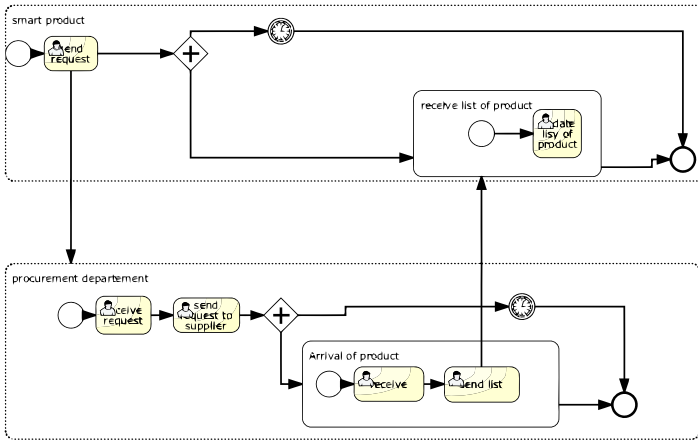 smart product
end
request
receive list of product
date
lisy of
product
procurement departement
ceive
request
send
quest to
supplier
Arrival of product
eceive
end list